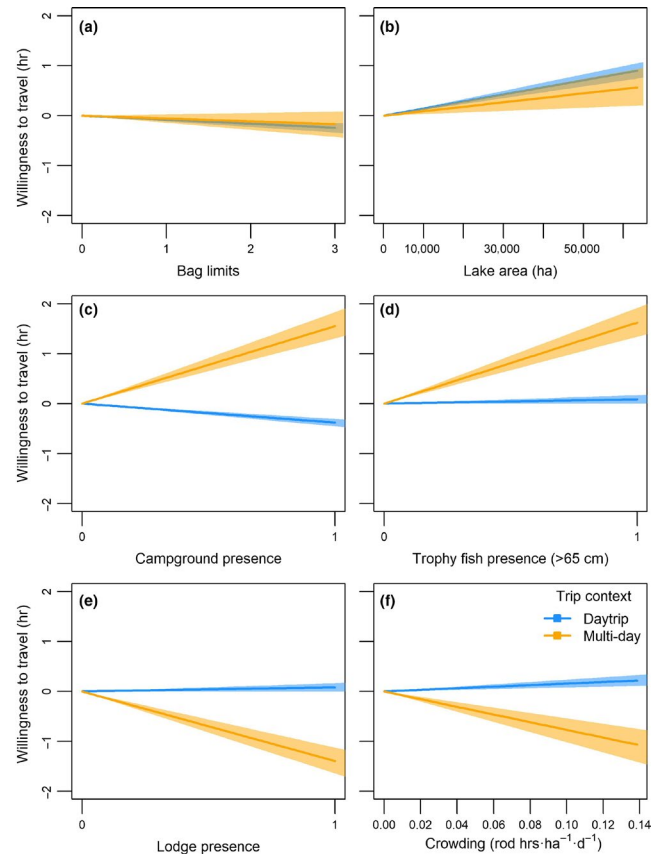 (a)
Willingness to travel (hr)
2
1
0
−1
−2
0 1 2 3
Bag limits
(b)
0 10,000 30,000 50,000
Lake area (ha)
(c)
Willingness to travel (hr)
2
1
0
−1
−2
0 1
Campground presence
(d)
0 1
Trophy fish presence (>65 cm)
(e)
Willingness to travel (hr)
2
1
0
−1
−2
0 1
Lodge presence
(f)
Trip context
Daytrip
Multi-day
0.00 0.02 0.04 0.06 0.08 0.10 0.12 0.14
Crowding (rod hrs·ha⁻¹·d⁻¹)